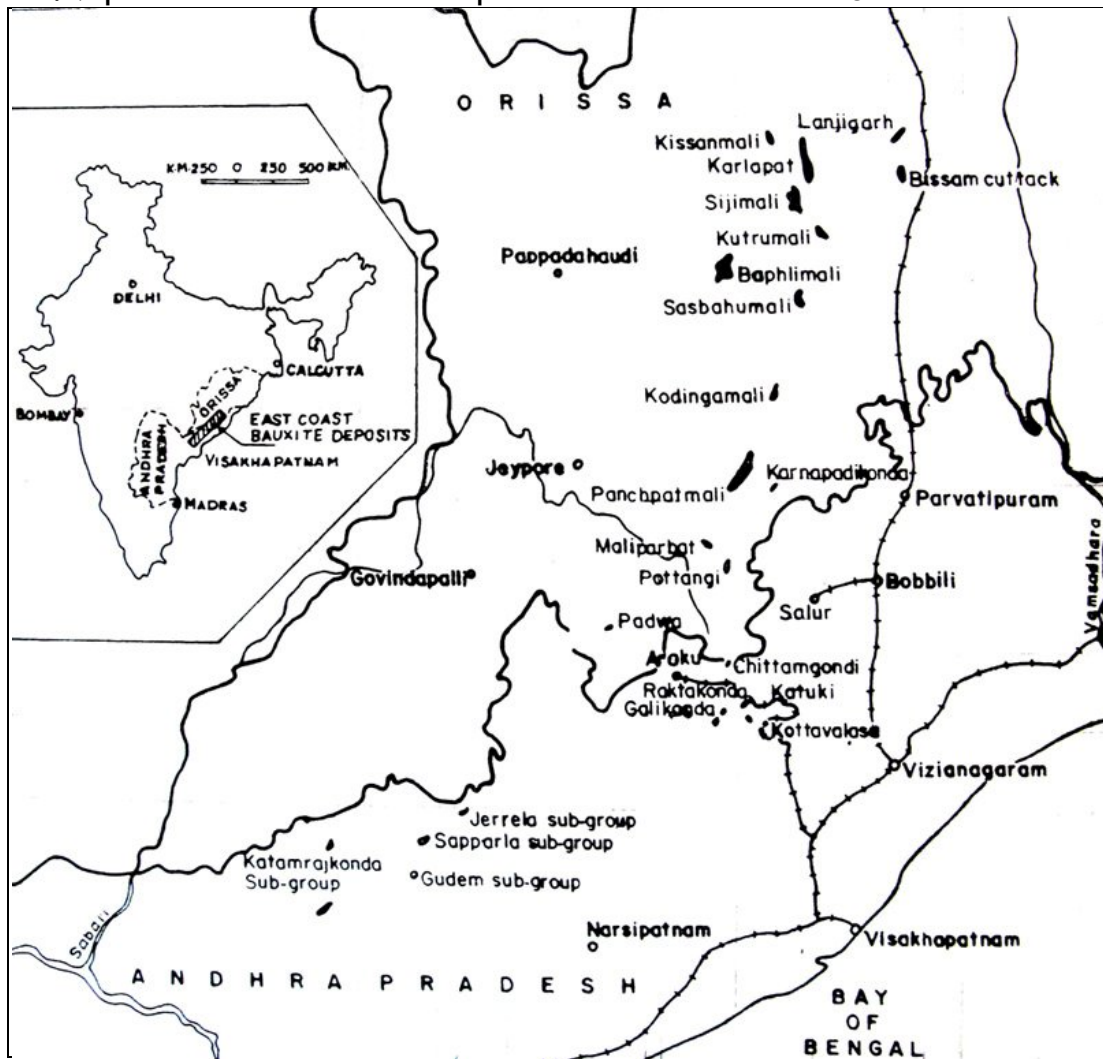 ORISSA
Kissanmali
Lanjigarh
Karlapat
Bissam cuttack
Sijimali
Kutrumali
Pappadahaudi
Baphlimali
Sasbahumali
Kodingamali
Jeypore
Karnapadikonda
Panchpatmali
Parvatipuram
Maliparbat
Pottangi
Govindapalli
Bobbili
Salur
Vamsadhara
Padwa
Araku
Chittamgondi
Raktakonda
Katuki
Galikonda
Kottavalasa
Vizianagaram
Jerrela sub-group
Sapparla sub-group
Katamrajkonda
Sub-group
Gudem sub-group
Narsipatnam
Visakhapatnam
Sabari
ANDHRA PRADESH
BAY
OF
BENGAL
KM-250 0 250 500 KM.
DELHI
CALCUTTA
ORISSA
BOMBAY
EAST COAST
BAUXITE DEPOSITS
ANDHRA
PRADESH
VISAKHAPATNAM
MADRAS